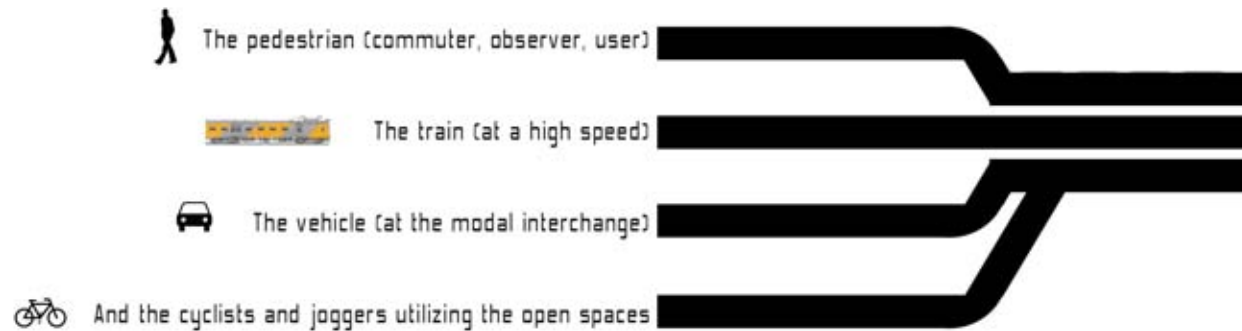 The pedestrian (commuter, observer, user)
The train (at a high speed)
The vehicle (at the modal interchange)
And the cyclists and joggers utilizing the open spaces